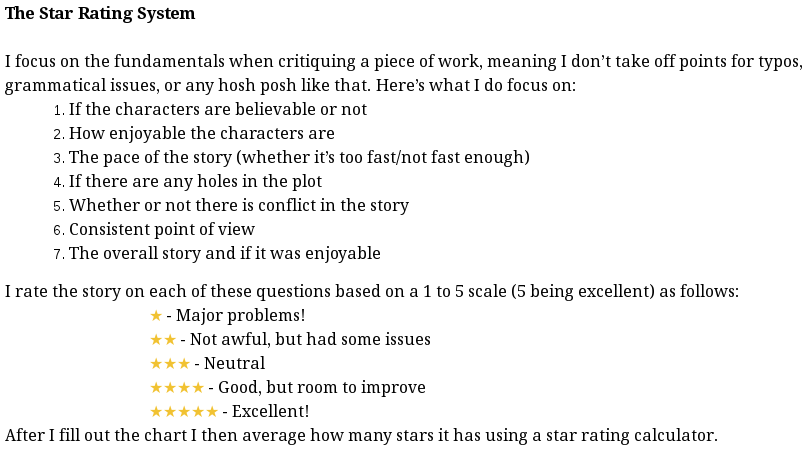 The Star Rating System
I focus on the fundamentals when critiquing a piece of work, meaning I don’t take off points for typos,
grammatical issues, or any hosh posh like that. Here’s what I do focus on:
1. If the characters are believable or not
2. How enjoyable the characters are
3. The pace of the story (whether it’s too fast/not fast enough)
4. If there are any holes in the plot
5. Whether or not there is conflict in the story
6. Consistent point of view
7. The overall story and if it was enjoyable
I rate the story on each of these questions based on a 1 to 5 scale (5 being excellent) as follows:
★ - Major problems!
★★ - Not awful, but had some issues
★★★ - Neutral
★★★★ - Good, but room to improve
★★★★★ - Excellent!
After I fill out the chart I then average how many stars it has using a star rating calculator.